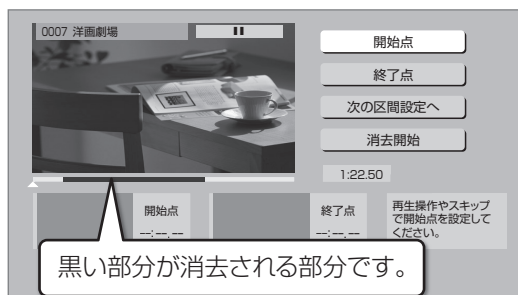 0007 洋画劇場
開始点
終了点
次の区間設定へ
消去開始
1:22.50
開始点
--:--.--
終了点
--:--.--
再生操作やスキップ
で開始点を設定して
ください。
黒い部分が消去される部分です。